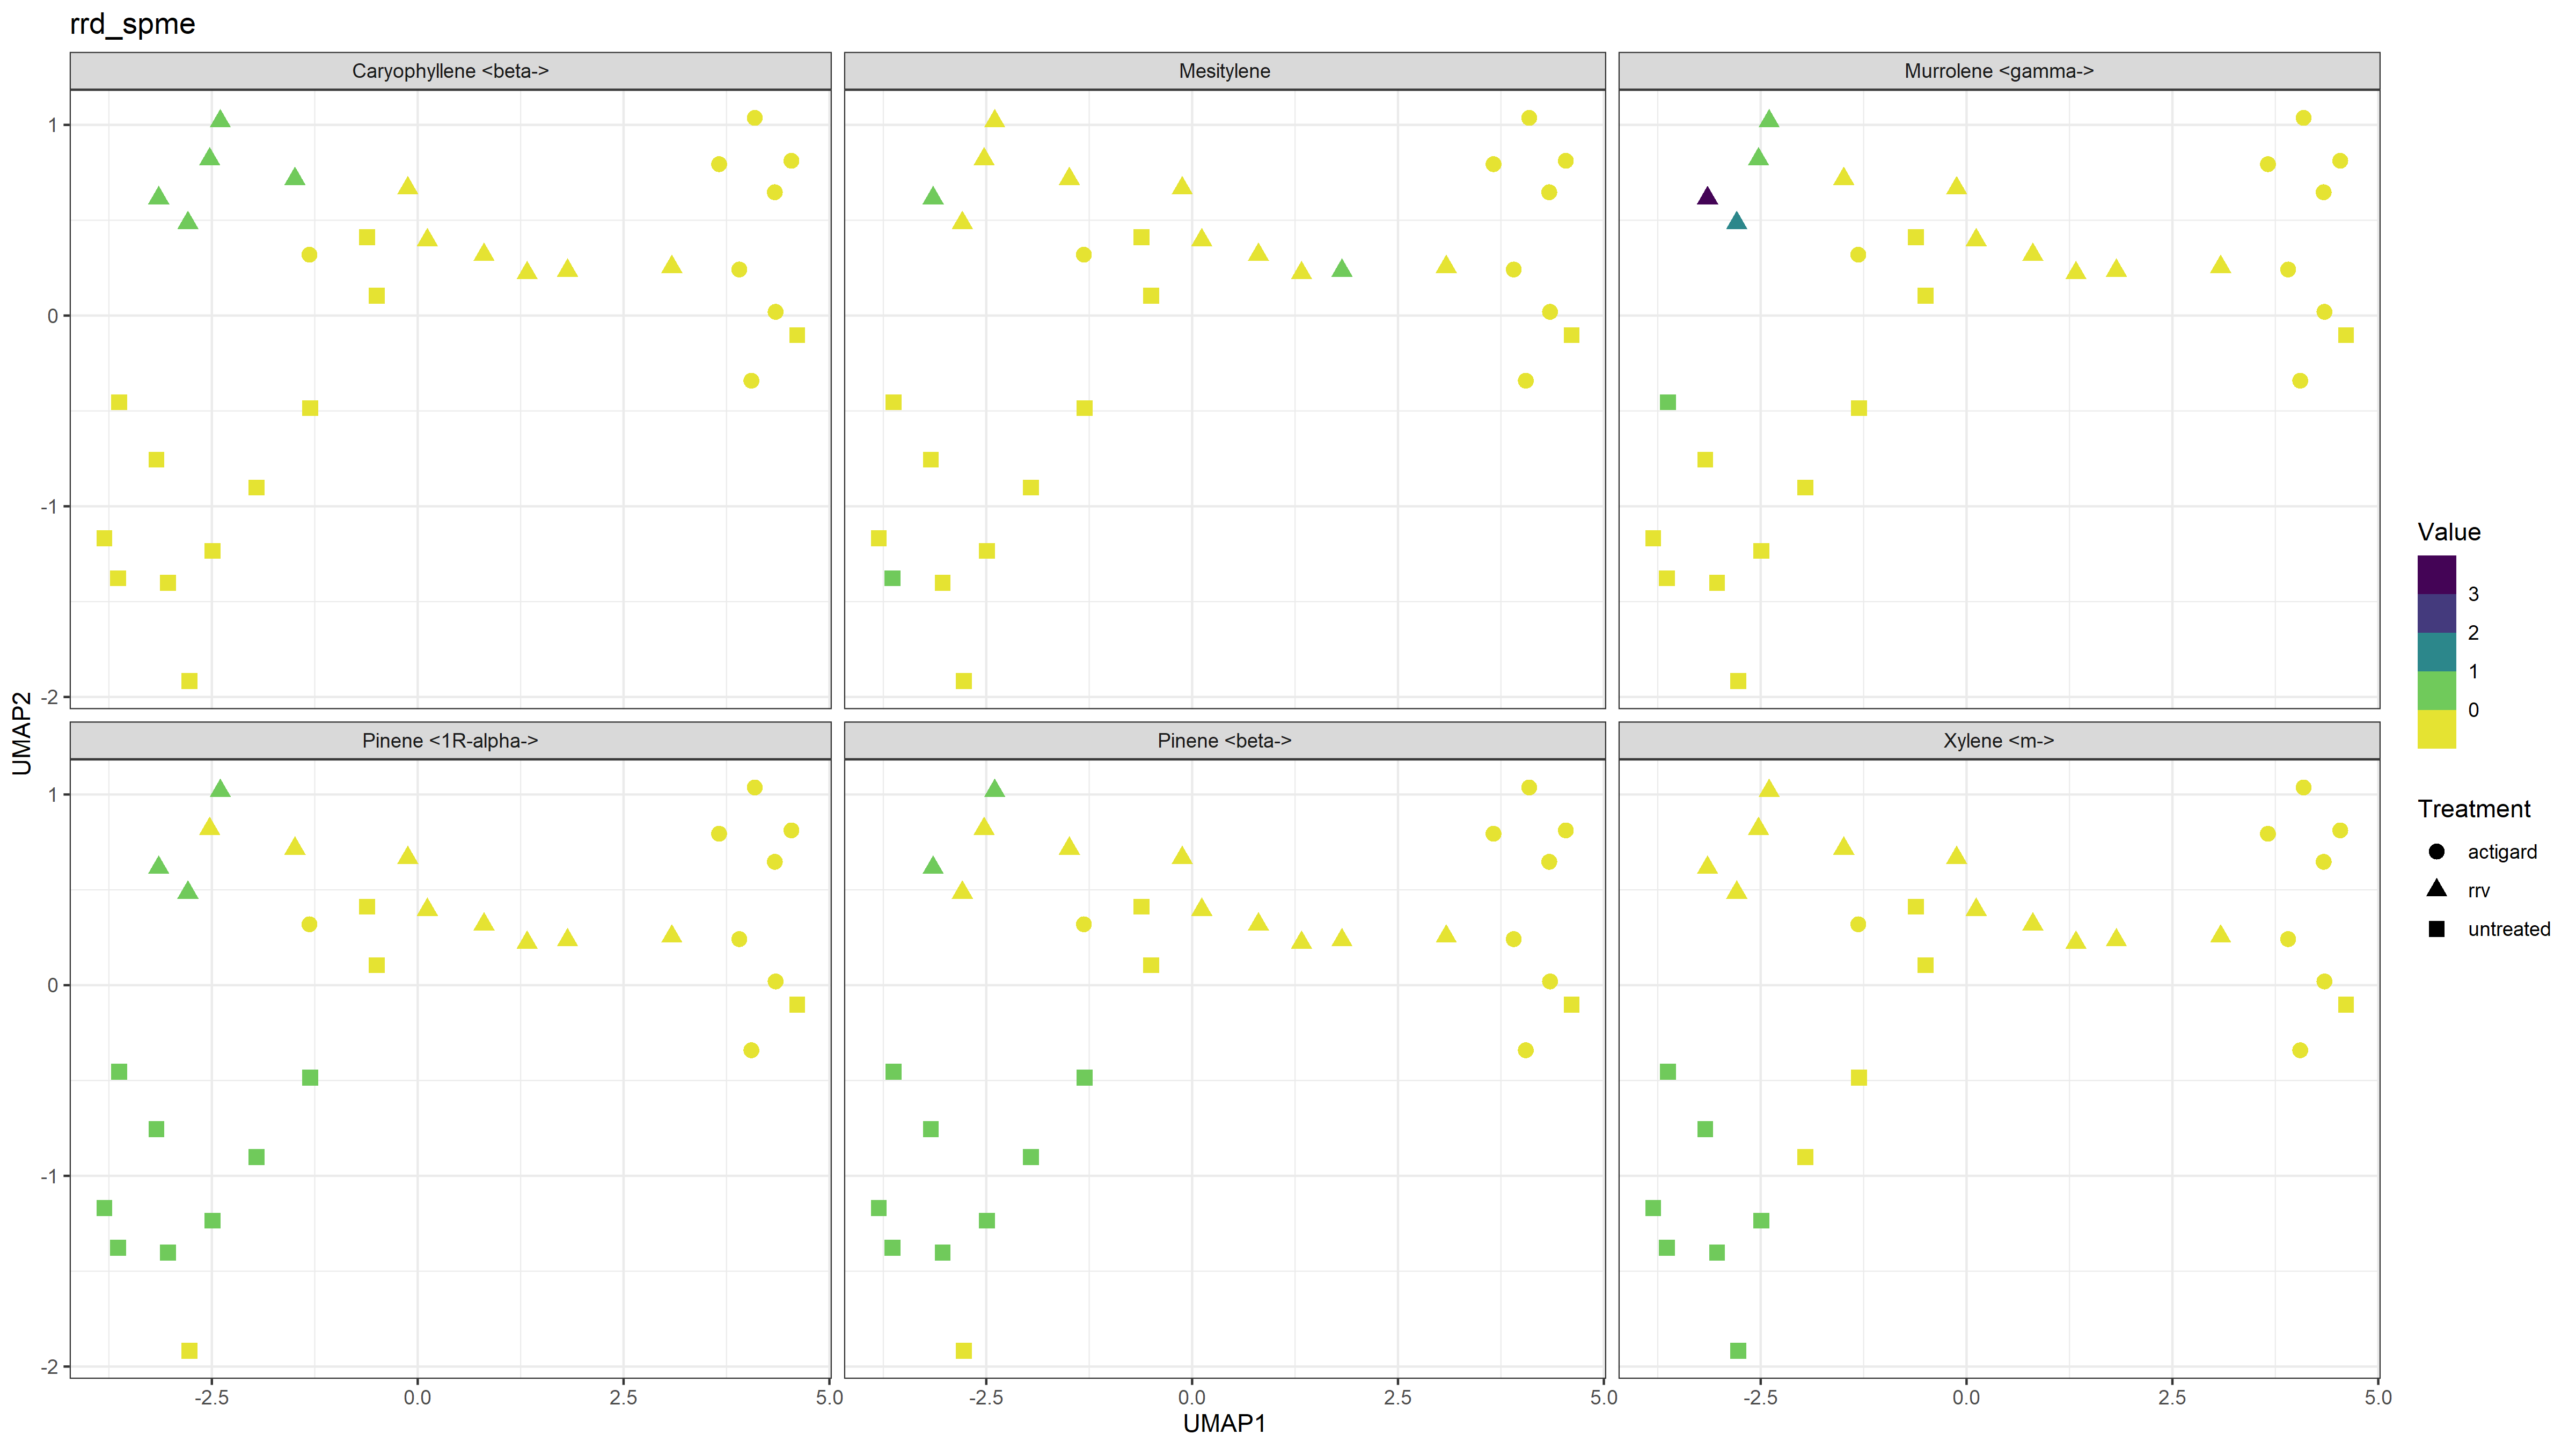 rrd_spme
Caryophyllene <beta->
Mesitylene
Murrolene <gamma->
1
0
-1
-2
Pinene <1R-alpha->
Pinene <beta->
Xylene <m->
1
0
-1
-2
UMAP2
-2.5 0.0 2.5 5.0
-2.5 0.0 2.5 5.0
-2.5 0.0 2.5 5.0
UMAP1
Value
3
2
1
0
Treatment
actigard
rrv
untreated